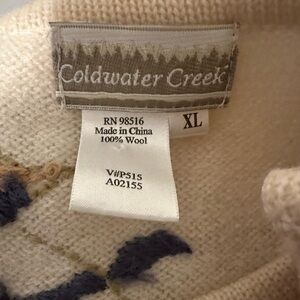 Coldwater Creek
RN 98516
Made in China
100% Wool
XL
V#P515
A02155